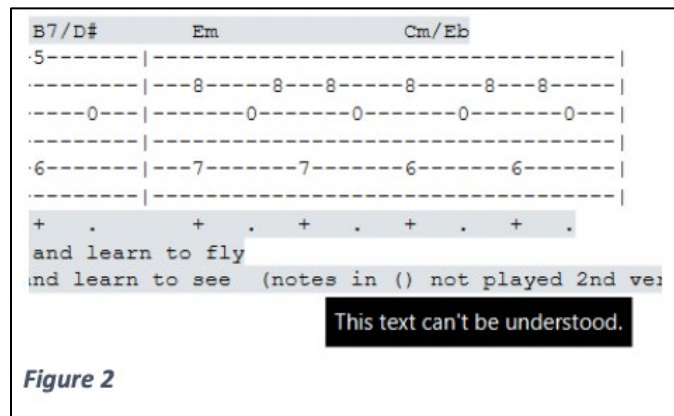 B7/D#         Em                  Cm/Eb
·5-------|----------------------------------|
---------|---8-----8---8-----8-----8---8-----|
----0---|-------0-------0-------0-------0---|
---------|----------------------------------|
·6-------|---7-------7-------6-------6-------|
---------|----------------------------------|
+    .       +    .    +    .    +    .    +    .
and learn to fly
nd learn to see  (notes in () not played 2nd ver
This text can't be understood.
Figure 2